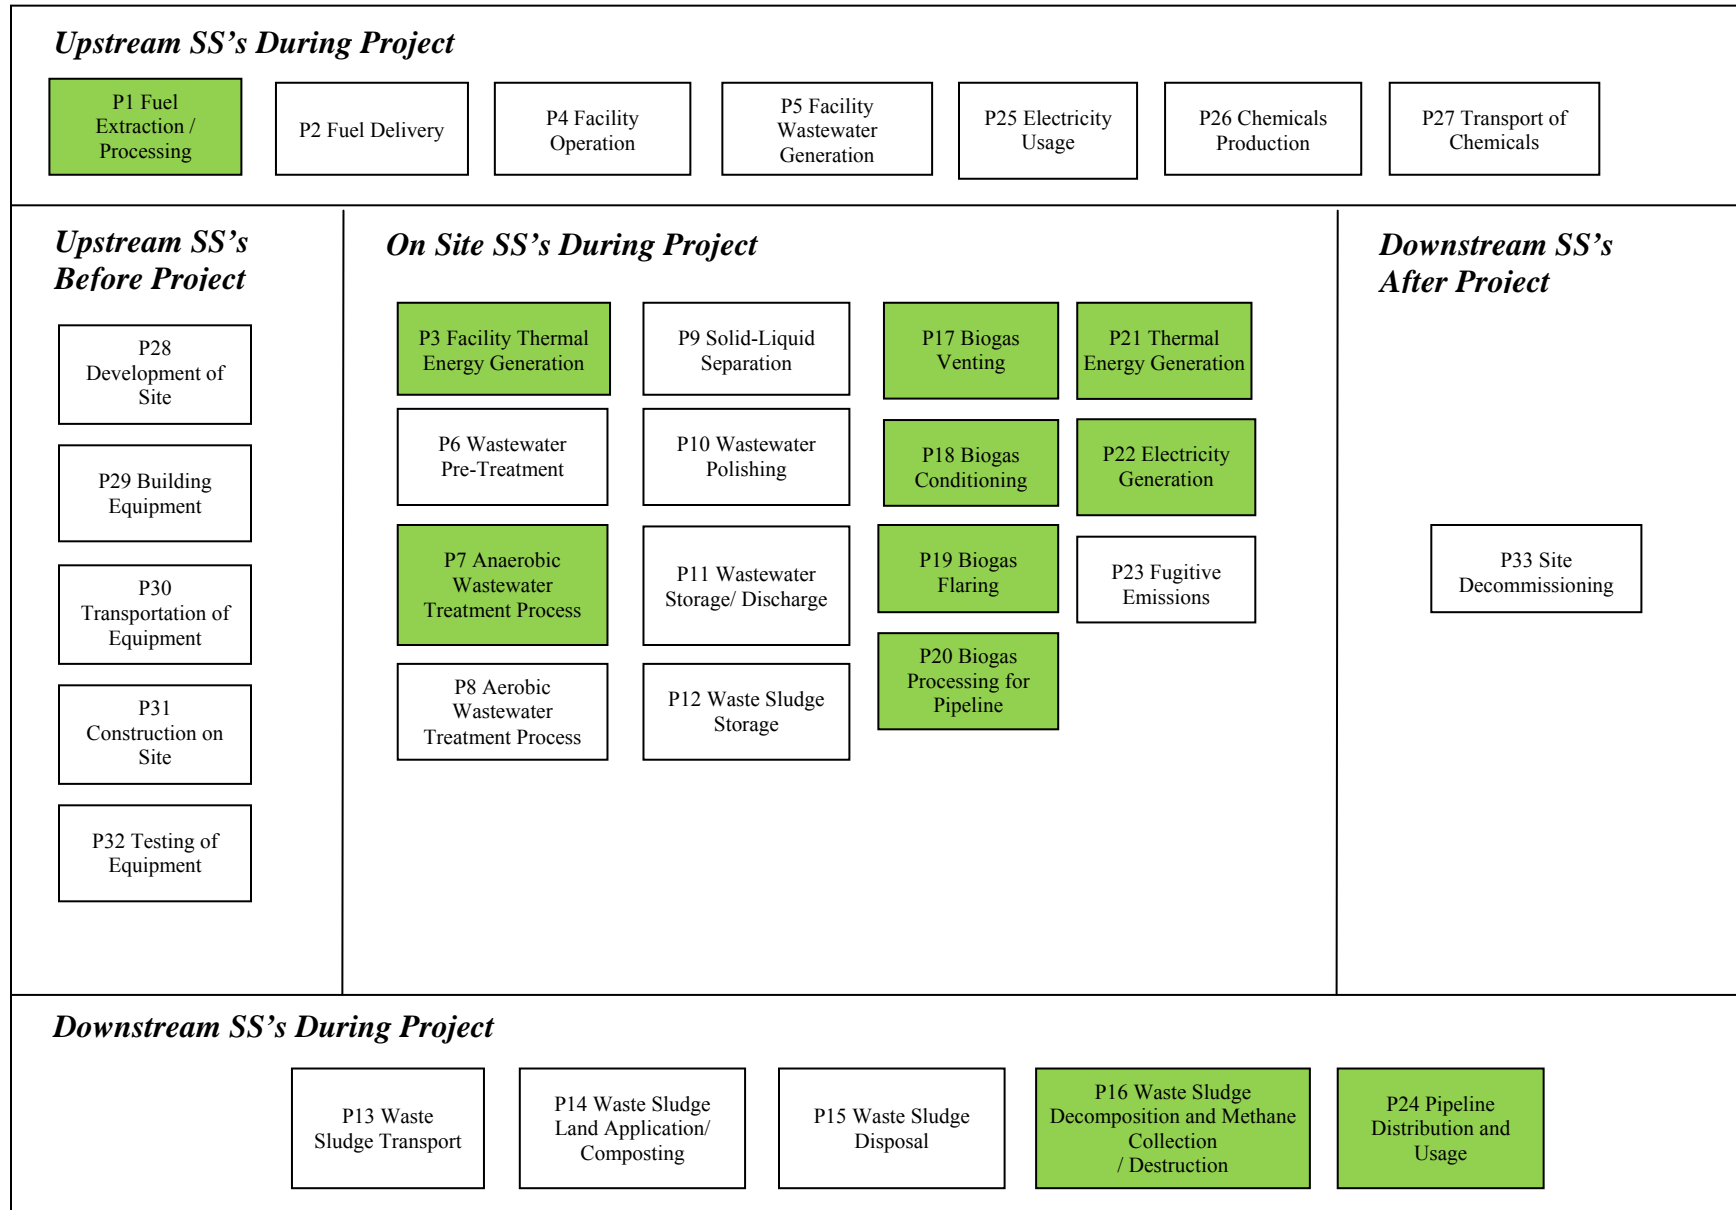 Upstream SS's During Project
P1 Fuel
Extraction /
Processing
P2 Fuel Delivery
P4 Facility
Operation
P5 Facility
Wastewater
Generation
P25 Electricity
Usage
P26 Chemicals
Production
P27 Transport of
Chemicals
Upstream SS's
Before Project
P28
Development of
Site
P29 Building
Equipment
P30
Transportation of
Equipment
P31
Construction on
Site
P32 Testing of
Equipment
On Site SS's During Project
P3 Facility Thermal
Energy Generation
P6 Wastewater
Pre-Treatment
P7 Anaerobic
Wastewater
Treatment Process
P8 Aerobic
Wastewater
Treatment Process
P9 Solid-Liquid
Separation
P10 Wastewater
Polishing
P11 Wastewater
Storage/ Discharge
P12 Waste Sludge
Storage
P17 Biogas
Venting
P18 Biogas
Conditioning
P19 Biogas
Flaring
P20 Biogas
Processing for
Pipeline
P21 Thermal
Energy Generation
P22 Electricity
Generation
P23 Fugitive
Emissions
Downstream SS's
After Project
P33 Site
Decommissioning
Downstream SS's During Project
P13 Waste
Sludge Transport
P14 Waste Sludge
Land Application/
Composting
P15 Waste Sludge
Disposal
P16 Waste Sludge
Decomposition and Methane
Collection
/ Destruction
P24 Pipeline
Distribution and
Usage